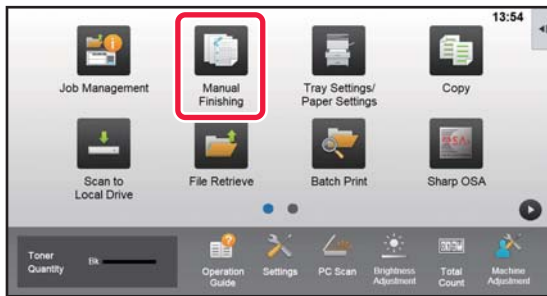 13:54
Job Management
Manual
Finishing
Tray Settings/
Paper Settings
Copy
Scan to
Local Drive
File Retrieve
Batch Print
Sharp OSA
Toner
Quantity
Bk
Operation
Guide
Settings
PC Scan
Brightness
Adjustment
Total
Count
Machine
Adjustment